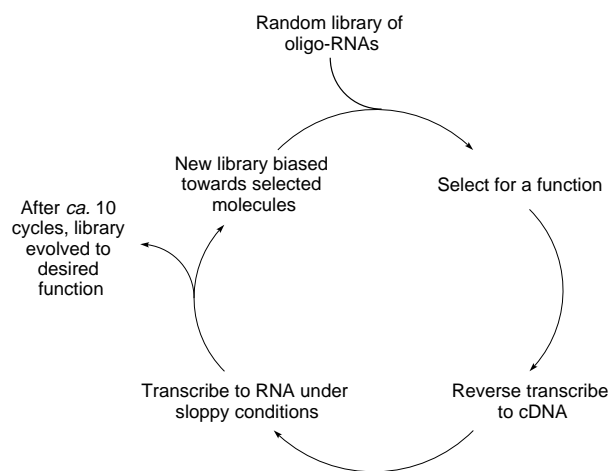 Random library of
oligo-RNAs
New library biased
towards selected
molecules
Select for a function
After ca. 10
cycles, library
evolved to
desired
function
Transcribe to RNA under
sloppy conditions
Reverse transcribe
to cDNA